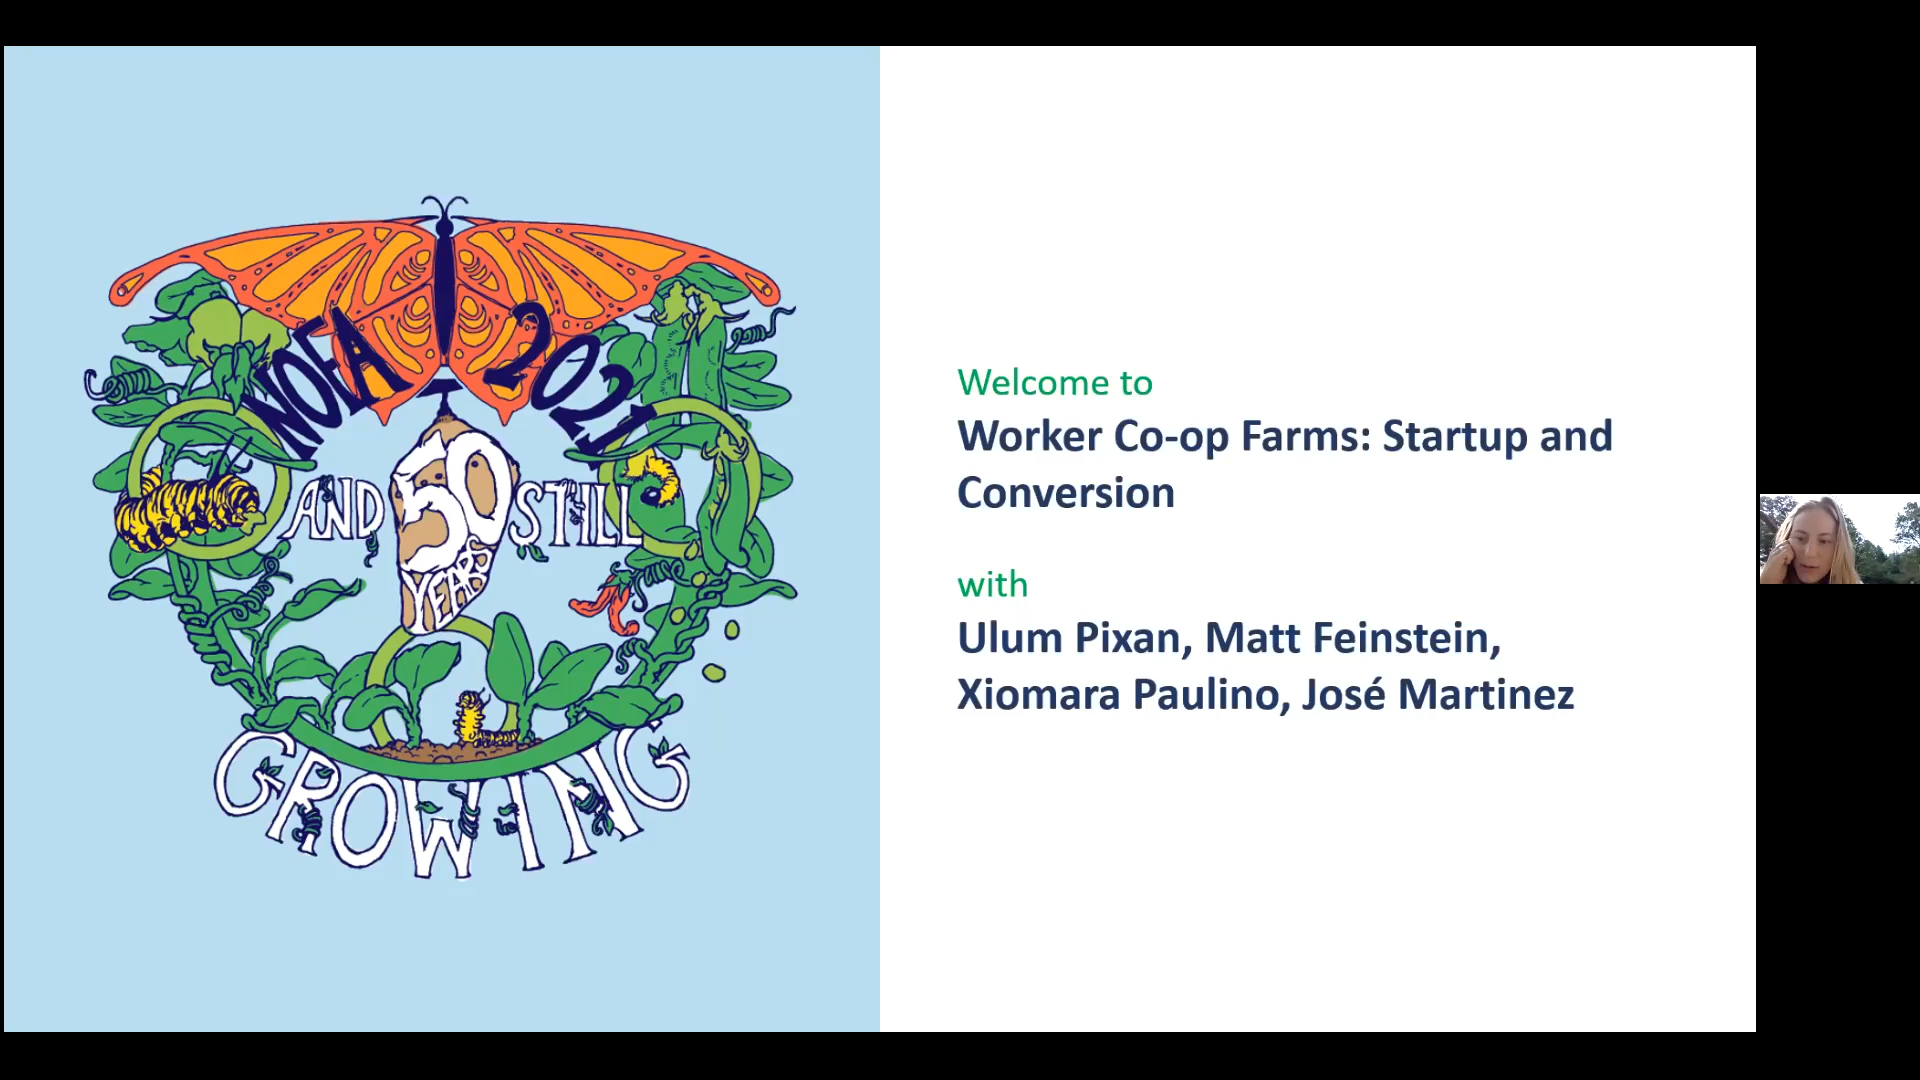 NOFA 2021
AND 50 STILL
YEARS
GROWING
Welcome to
Worker Co-op Farms: Startup and
Conversion
with
Ulum Pixan, Matt Feinstein,
Xiomara Paulino, José Martinez